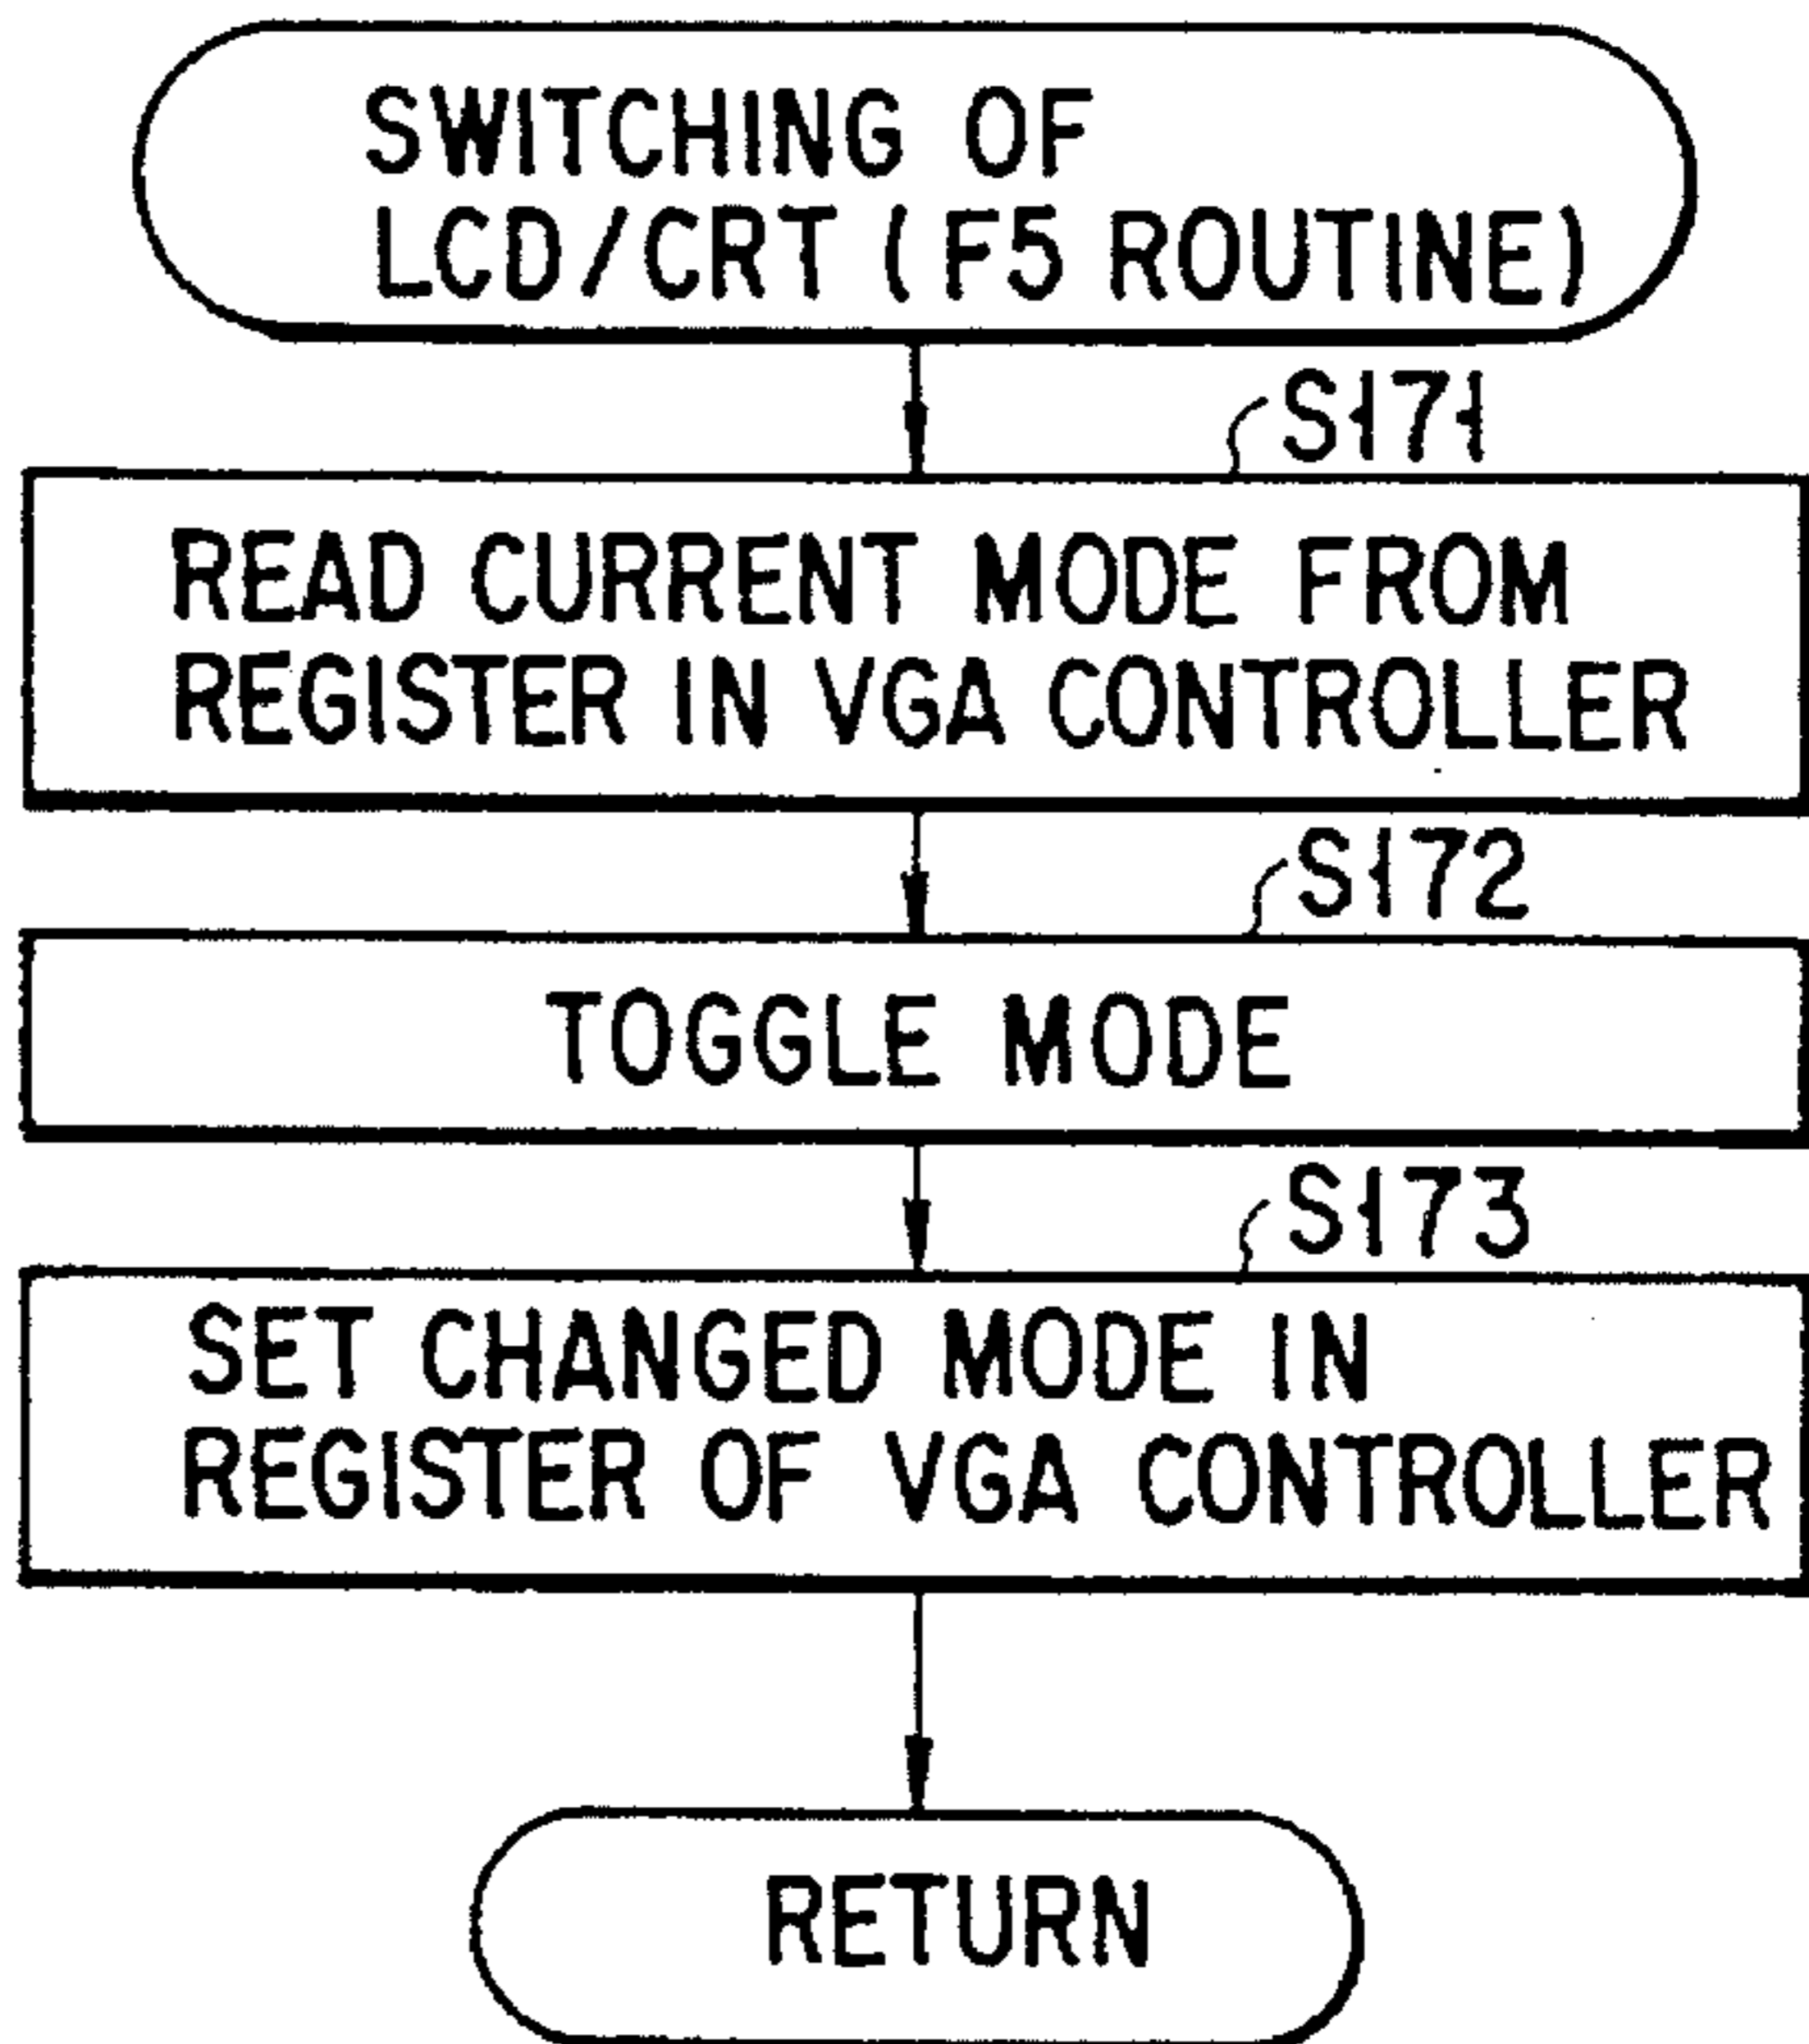 SWITCHING OF
LCD/CRT (F5 ROUTINE)
S171
READ CURRENT MODE FROM
REGISTER IN VGA CONTROLLER
S172
TOGGLE MODE
S173
SET CHANGED MODE IN
REGISTER OF VGA CONTROLLER
RETURN